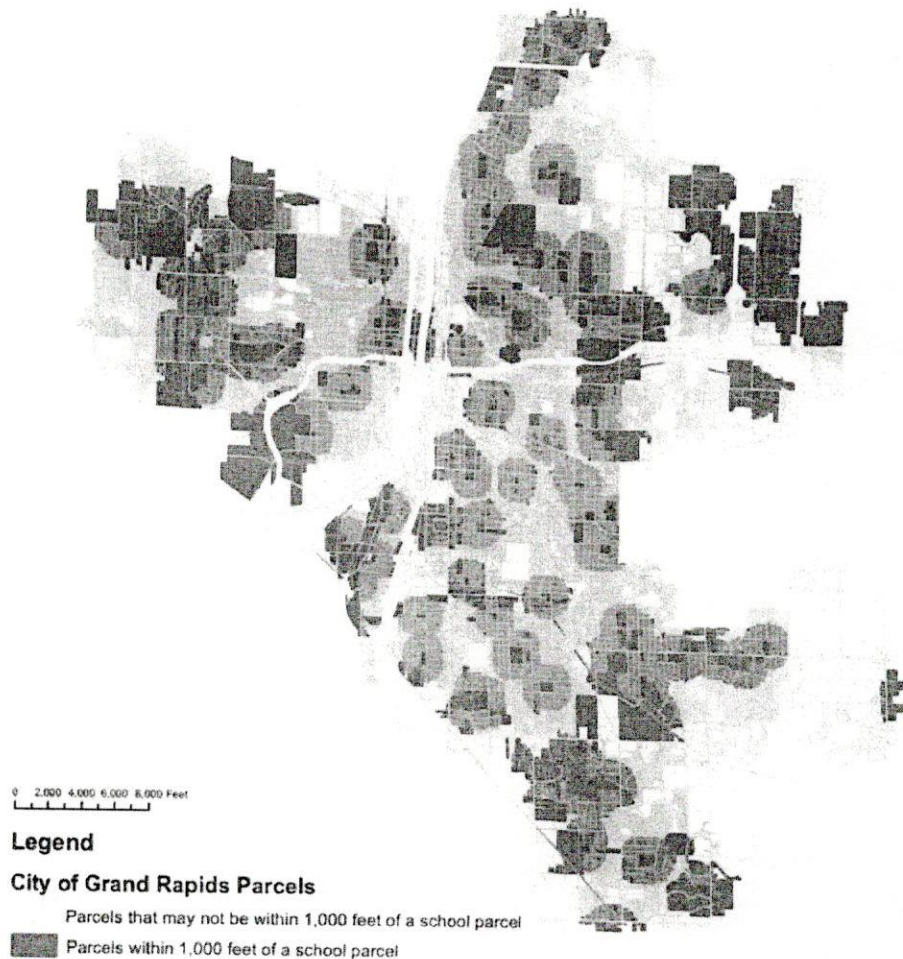 0 2,000 4,000 6,000 8,000 Feet
Legend
City of Grand Rapids Parcels
Parcels that may not be within 1,000 feet of a school parcel
Parcels within 1,000 feet of a school parcel